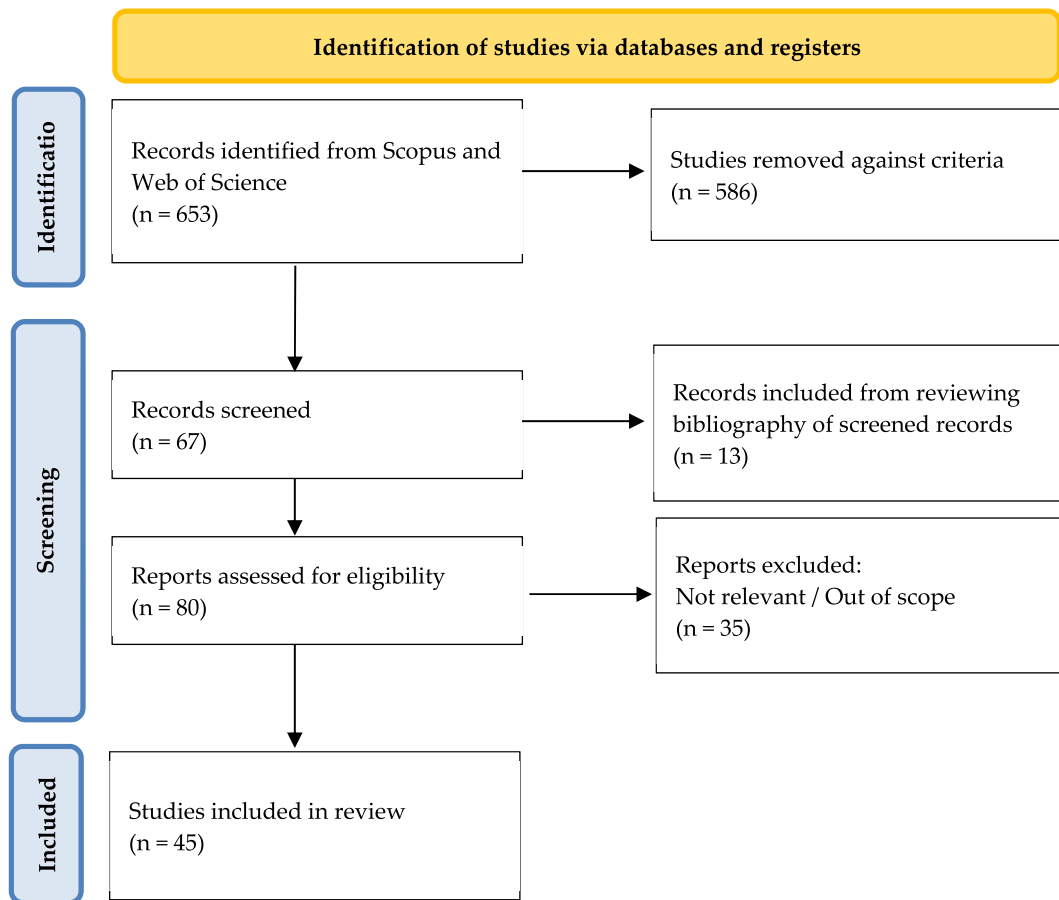 Identification of studies via databases and registers
Identificatio
Records identified from Scopus and
Web of Science
(n = 653)
Studies removed against criteria
(n = 586)
Screening
Records screened
(n = 67)
Records included from reviewing
bibliography of screened records
(n = 13)
Reports assessed for eligibility
(n = 80)
Reports excluded:
Not relevant / Out of scope
(n = 35)
Included
Studies included in review
(n = 45)